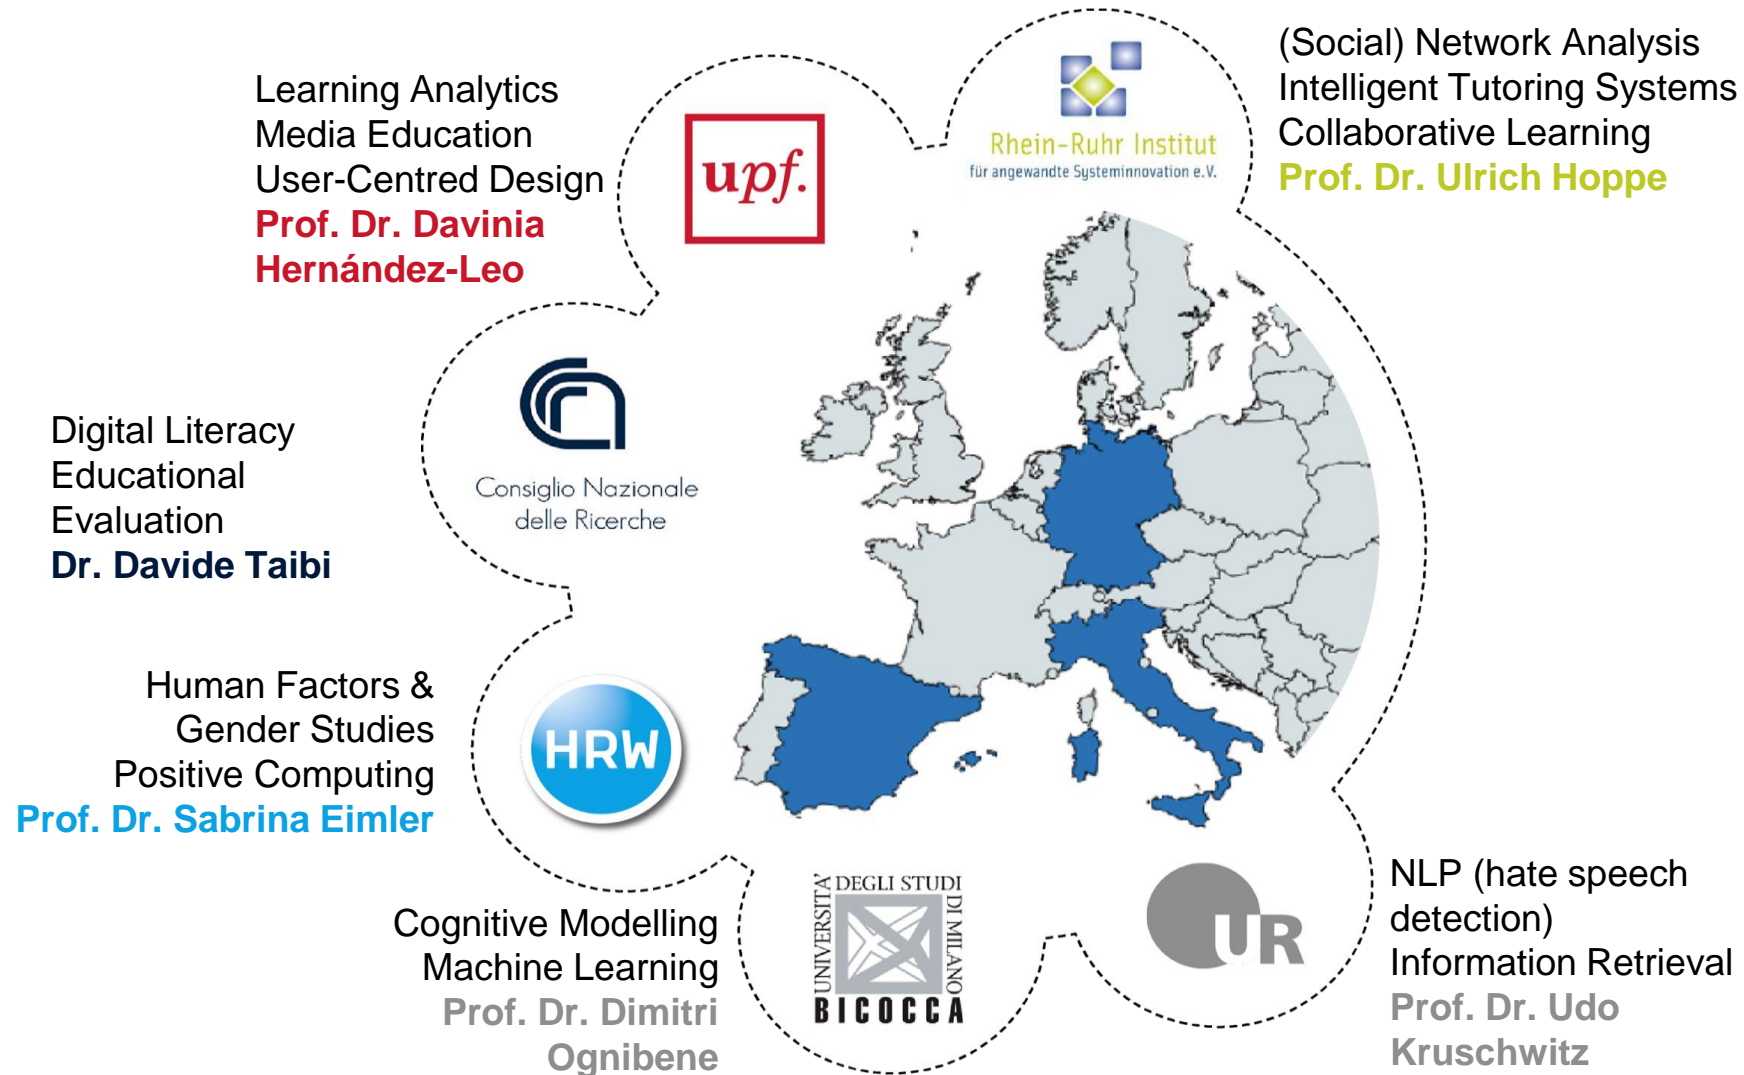 Learning Analytics
Media Education
User-Centred Design
Prof. Dr. Davinia
Hernández-Leo
upf.
Rhein-Ruhr Institut
für angewandte Systeminnovation e.V.
(Social) Network Analysis
Intelligent Tutoring Systems
Collaborative Learning
Prof. Dr. Ulrich Hoppe
Digital Literacy
Educational
Evaluation
Dr. Davide Taibi
Consiglio Nazionale
delle Ricerche
Human Factors &
Gender Studies
Positive Computing
Prof. Dr. Sabrina Eimler
HRW
Cognitive Modelling
Machine Learning
Prof. Dr. Dimitri
Ognibene
UNIVERSITA'
DEGLI STUDI
DI MILANO
BICOCCA
UR
NLP (hate speech
detection)
Information Retrieval
Prof. Dr. Udo
Kruschwitz